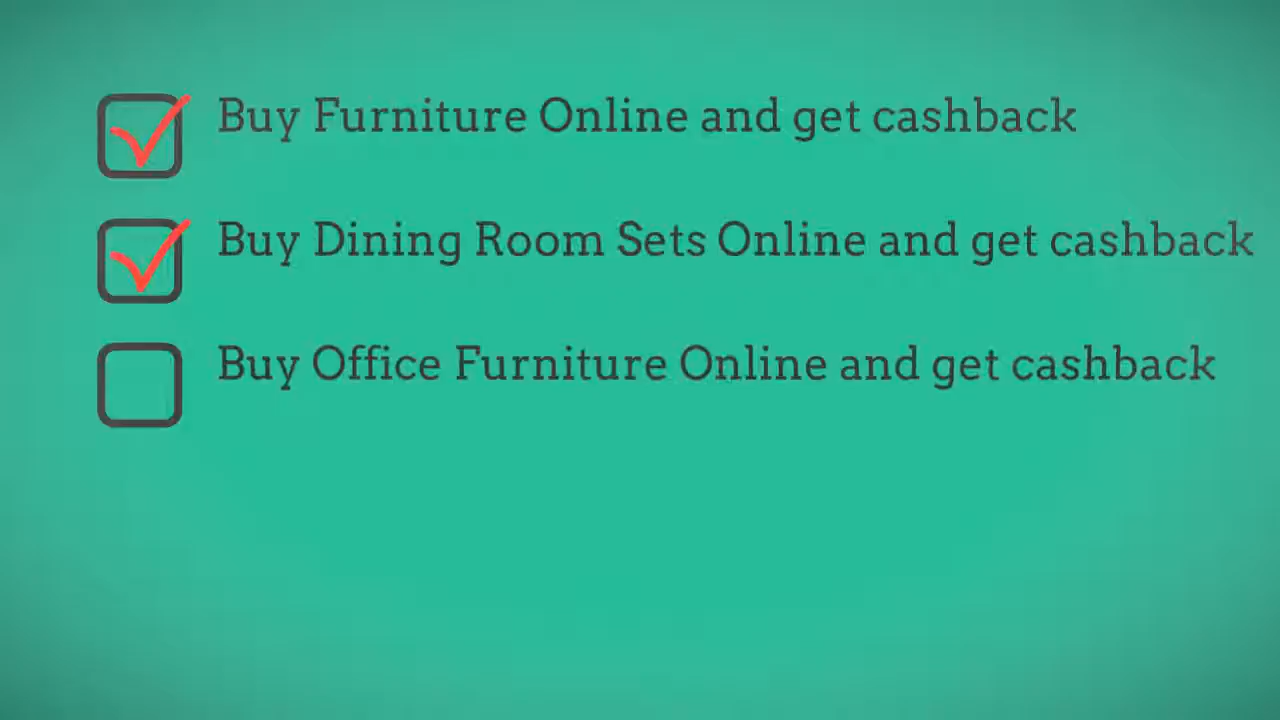 Buy Furniture Online and get cashback
Buy Dining Room Sets Online and get cashback
Buy Office Furniture Online and get cashback